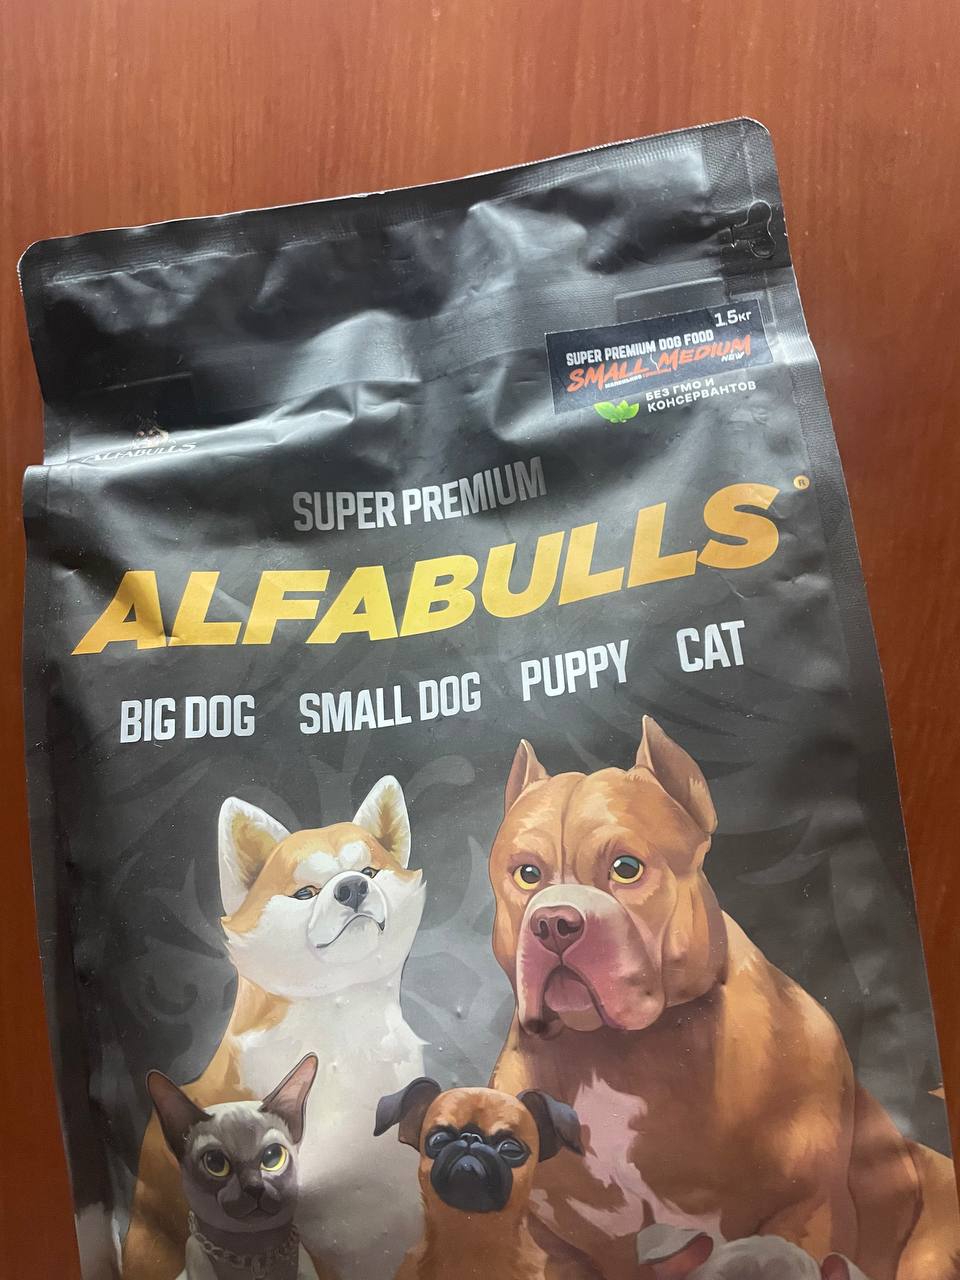 1,5кг
SUPER PREMIUM DOG FOOD
SMALL MEDIUM
NEW
БЕЗ ГМО И
КОНСЕРВАНТОВ
ALFABULLS
SUPER PREMIUM
ALFABULLS®
BIG DOG SMALL DOG PUPPY CAT